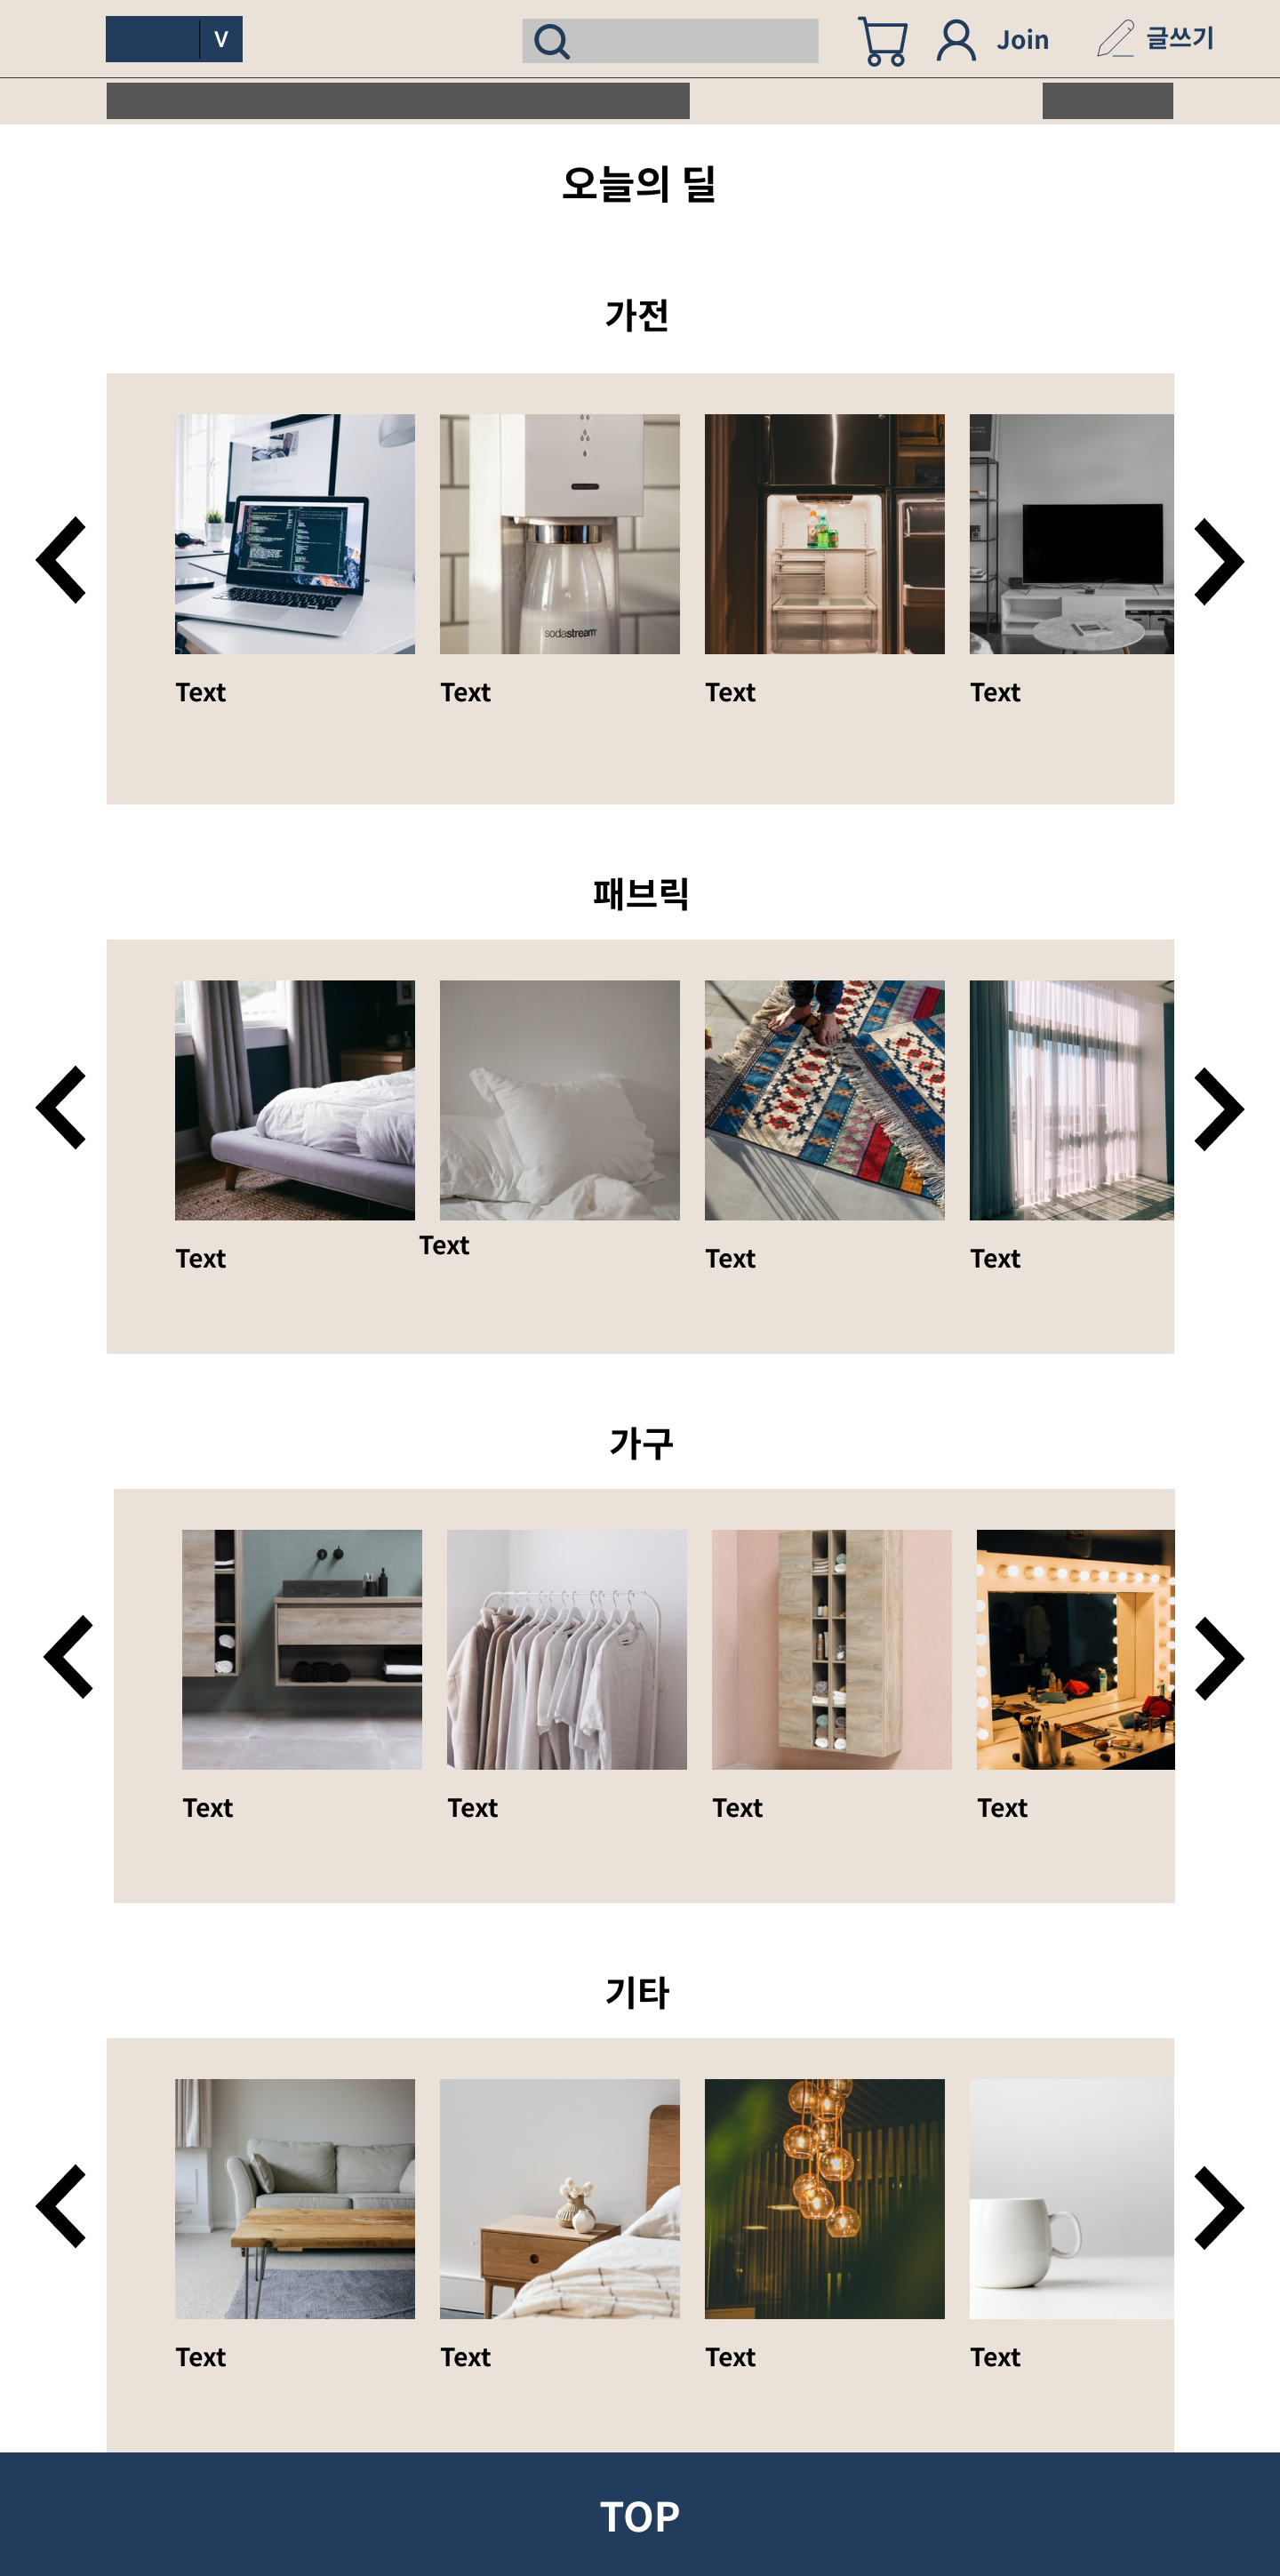 V
Join
글쓰기
오늘의 딜
가전
sodastream
Text Text Text Text
패브릭
Text Text Text Text
가구
Text Text Text Text
기타
Text Text Text Text
TOP